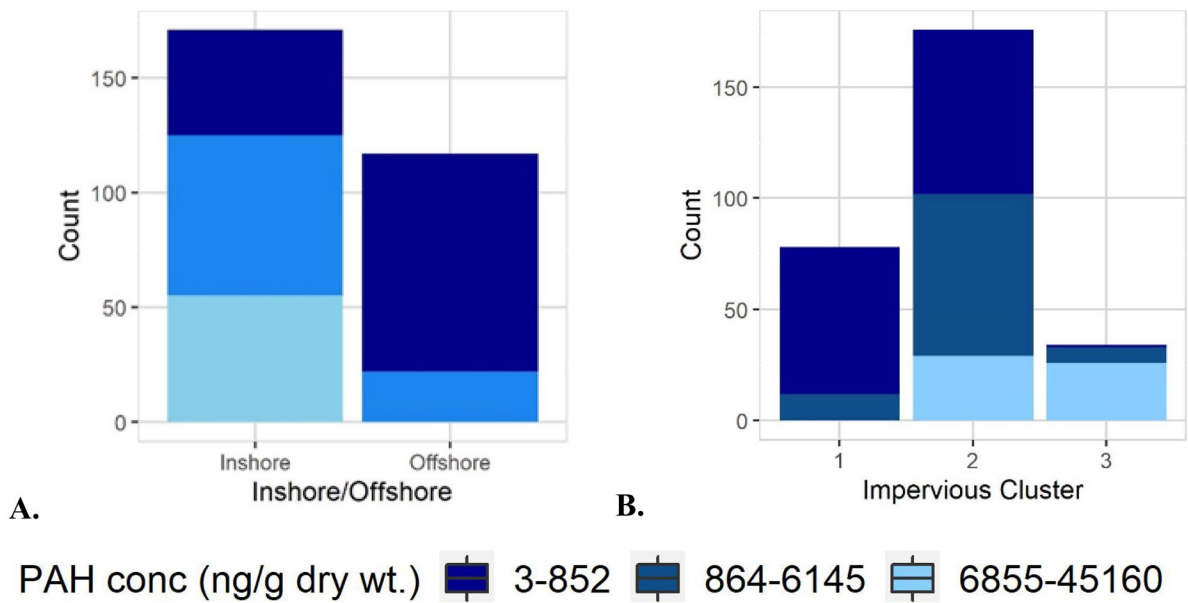 150
100
50
0
Count
Inshore
Offshore
Inshore/Offshore
A.
150
100
50
0
Count
1
2
3
Impervious Cluster
B.
PAH conc (ng/g dry wt.) 3-852 864-6145 6855-45160